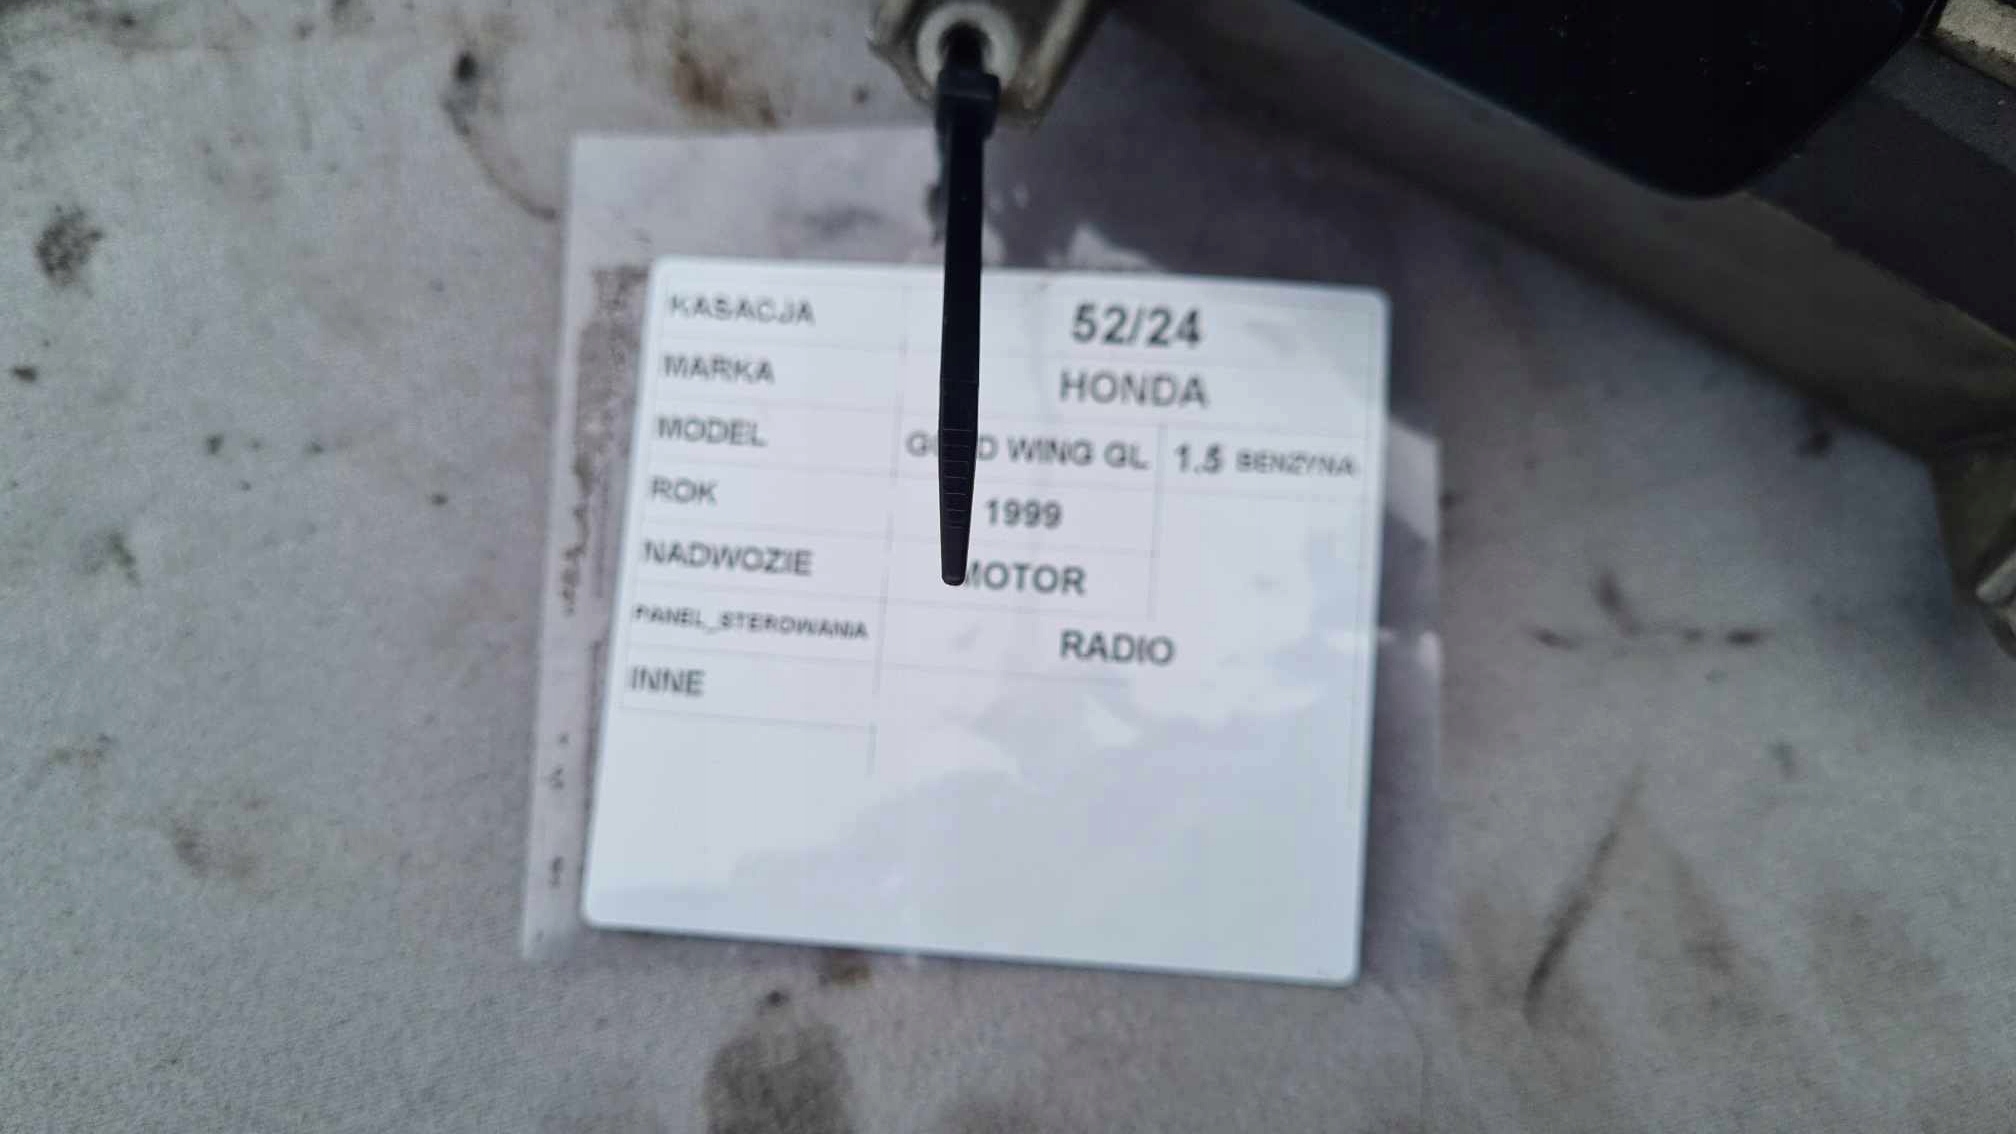 KASACJA 52/24
MARKA HONDA
MODEL WING GL 1.5 BENZYNA
ROK 1999
NADWOZIE MOTOR
PANEL_STEROWANIA RADIO
INNE